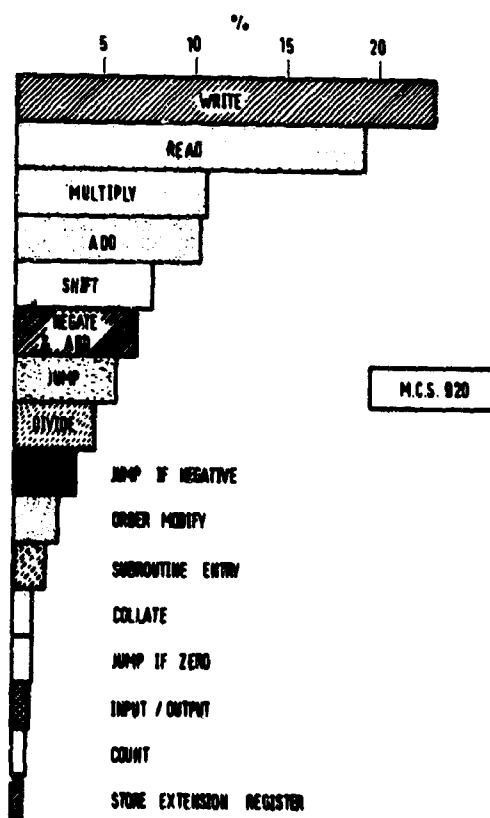 %
5 10 15 20
WRITE
READ
MULTIPLY
ADD
SHIFT
NEGATE
& ADD
JUMP
M.C.S. 920
DIVIDE
JUMP IF NEGATIVE
ORDER MODIFY
SUBROUTINE ENTRY
COLLATE
JUMP IF ZERO
INPUT / OUTPUT
COUNT
STORE EXTENSION REGISTER